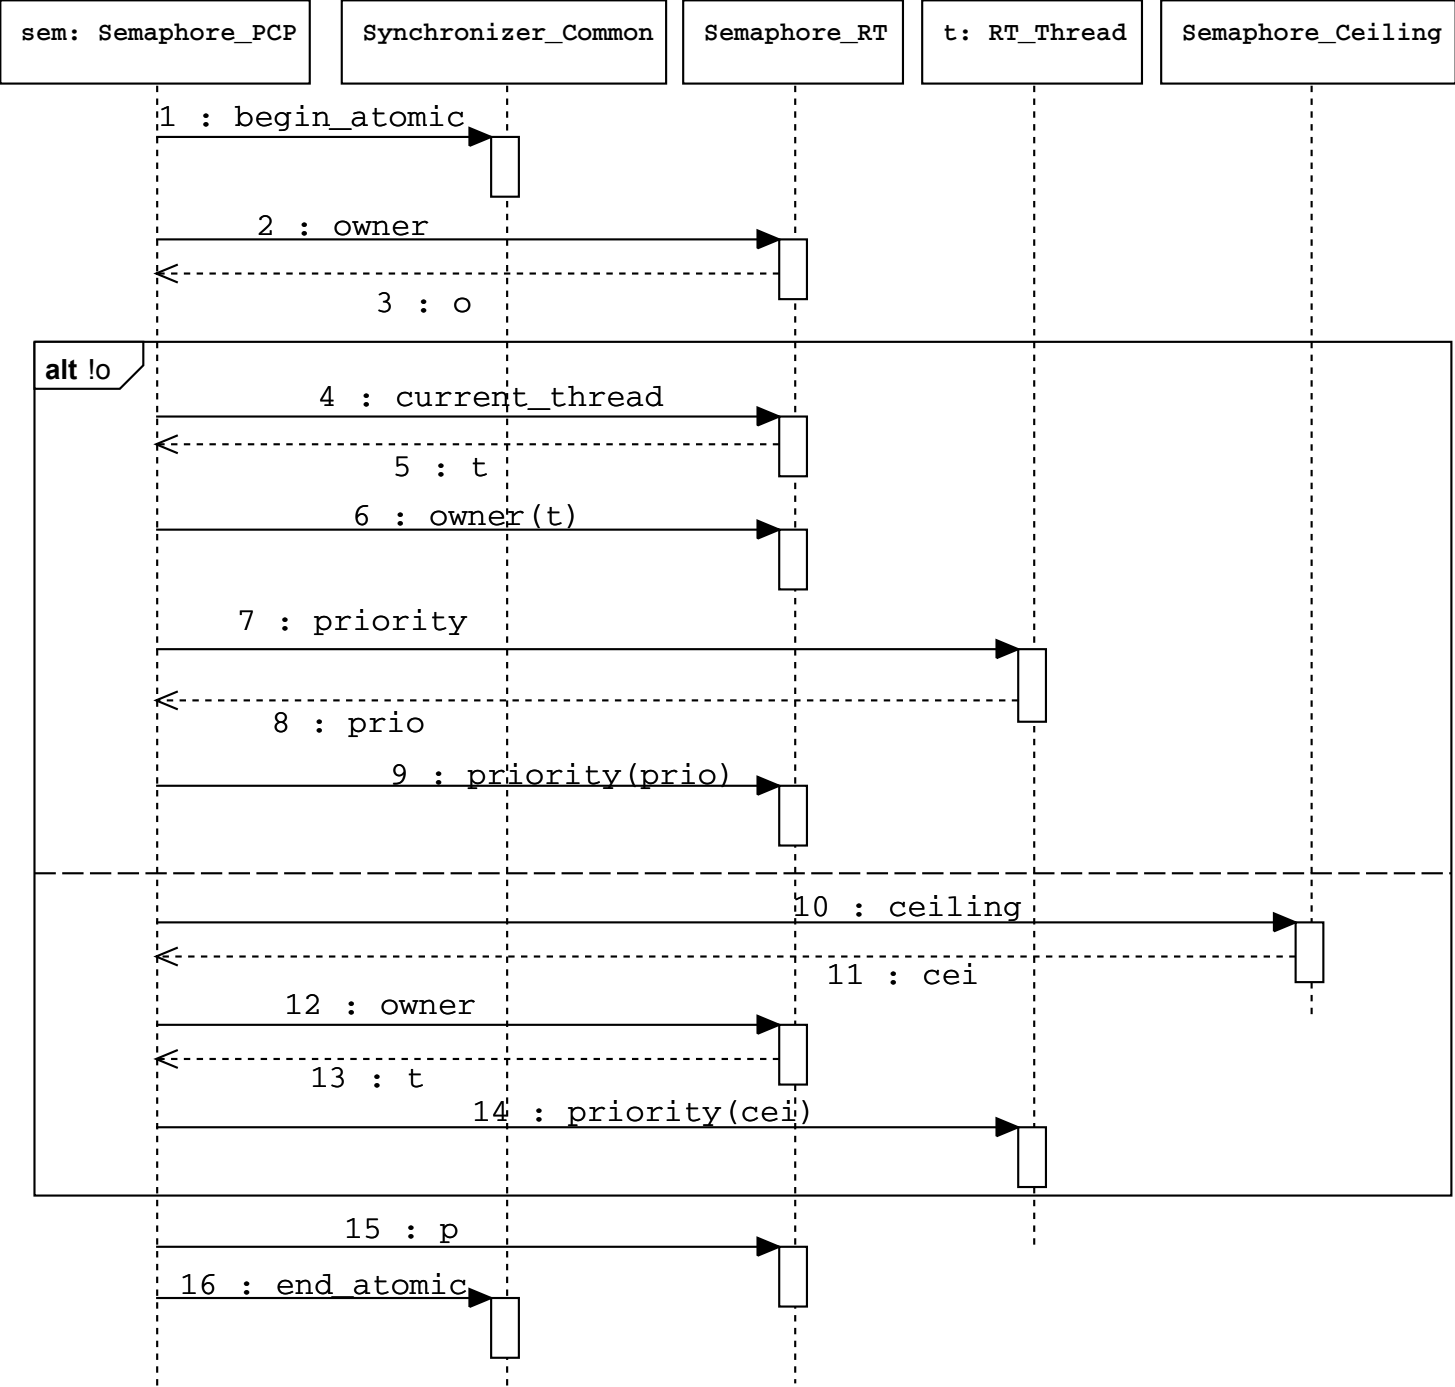 sem: Semaphore_PCP
Synchronizer_Common
Semaphore_RT
t: RT_Thread
Semaphore_Ceiling
1 : begin_atomic
2 : owner
3 : o
alt !o
4 : current_thread
5 : t
6 : owner(t)
7 : priority
8 : prio
9 : priority(prio)
10 : ceiling
11 : cei
12 : owner
13 : t
14 : priority(cei)
15 : p
16 : end_atomic